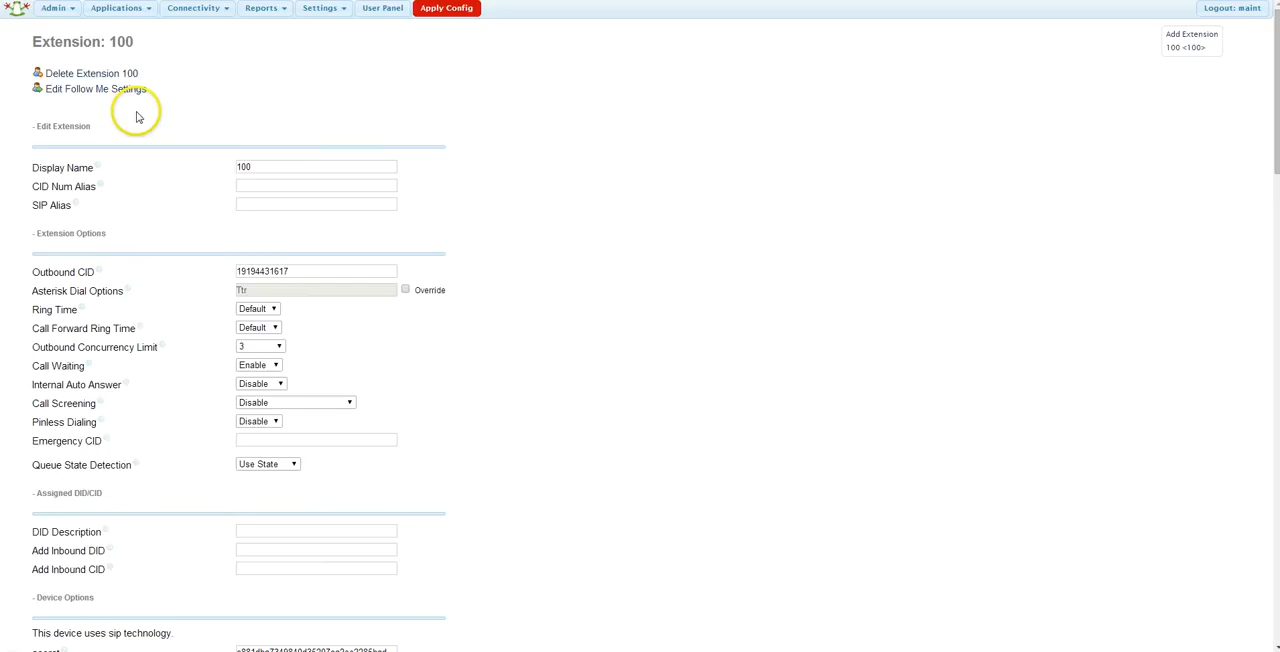 Admin Applications Connectivity Reports Settings User Panel Apply Config Logout: maint
Extension: 100
Add Extension
100 <100>
Delete Extension 100
Edit Follow Me Settings
- Edit Extension
Display Name 100
CID Num Alias
SIP Alias
- Extension Options
Outbound CID 19194431617
Asterisk Dial Options Ttr Override
Ring Time Default
Call Forward Ring Time Default
Outbound Concurrency Limit 3
Call Waiting Enable
Internal Auto Answer Disable
Call Screening Disable
Pinless Dialing Disable
Emergency CID
Queue State Detection Use State
- Assigned DID/CID
DID Description
Add Inbound DID
Add Inbound CID
- Device Options
This device uses sip technology.
secret